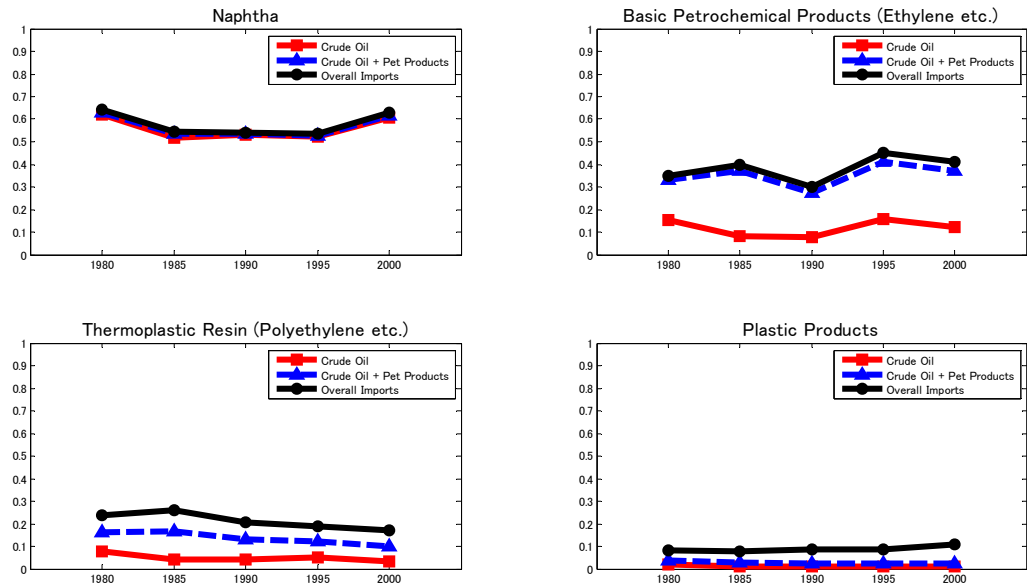 Naphtha
1
0.9
0.8
0.7
0.6
0.5
0.4
0.3
0.2
0.1
0
1980 1985 1990 1995 2000
Crude Oil
Crude Oil + Pet Products
Overall Imports
Basic Petrochemical Products (Ethylene etc.)
1
0.9
0.8
0.7
0.6
0.5
0.4
0.3
0.2
0.1
0
1980 1985 1990 1995 2000
Crude Oil
Crude Oil + Pet Products
Overall Imports
Thermoplastic Resin (Polyethylene etc.)
1
0.9
0.8
0.7
0.6
0.5
0.4
0.3
0.2
0.1
0
1980 1985 1990 1995 2000
Crude Oil
Crude Oil + Pet Products
Overall Imports
Plastic Products
1
0.9
0.8
0.7
0.6
0.5
0.4
0.3
0.2
0.1
0
1980 1985 1990 1995 2000
Crude Oil
Crude Oil + Pet Products
Overall Imports